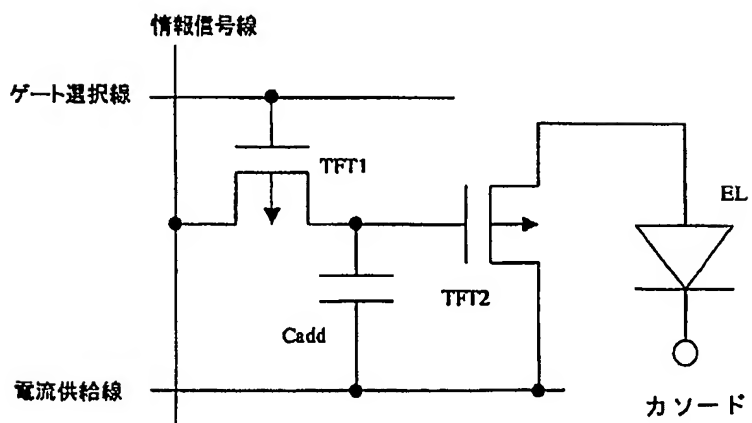 情報信号線
ゲート選択線
TFT1
EL
TFT2
Cadd
電流供給線
カソード